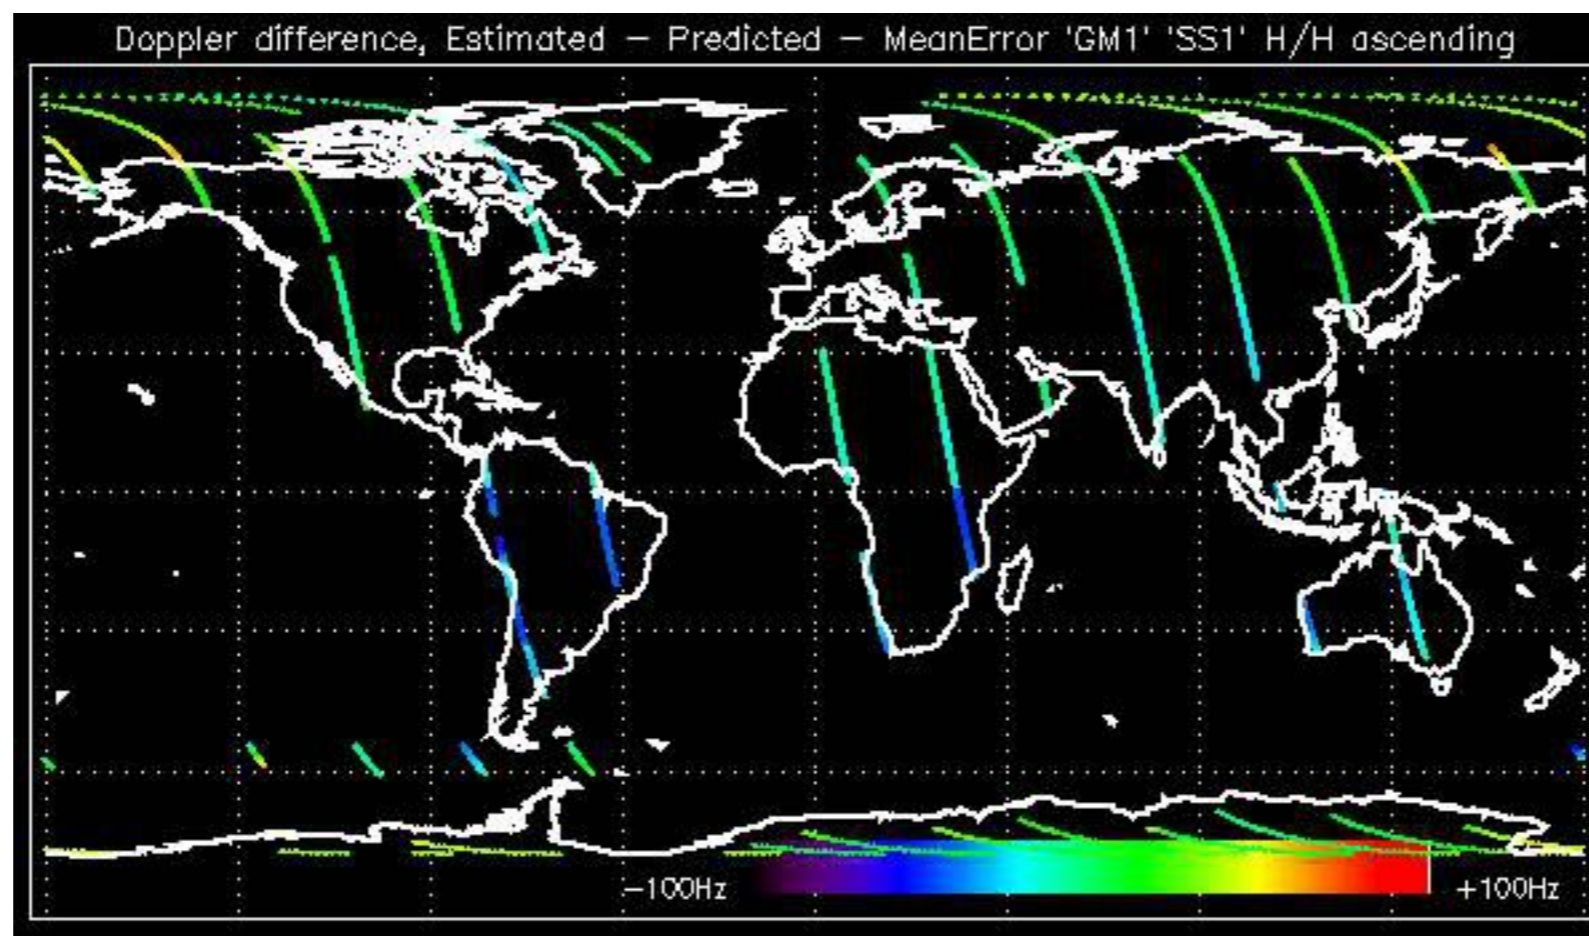 Doppler difference, Estimated – Predicted – MeanError 'GM1' 'SS1' H/H ascending
–100Hz
+100Hz